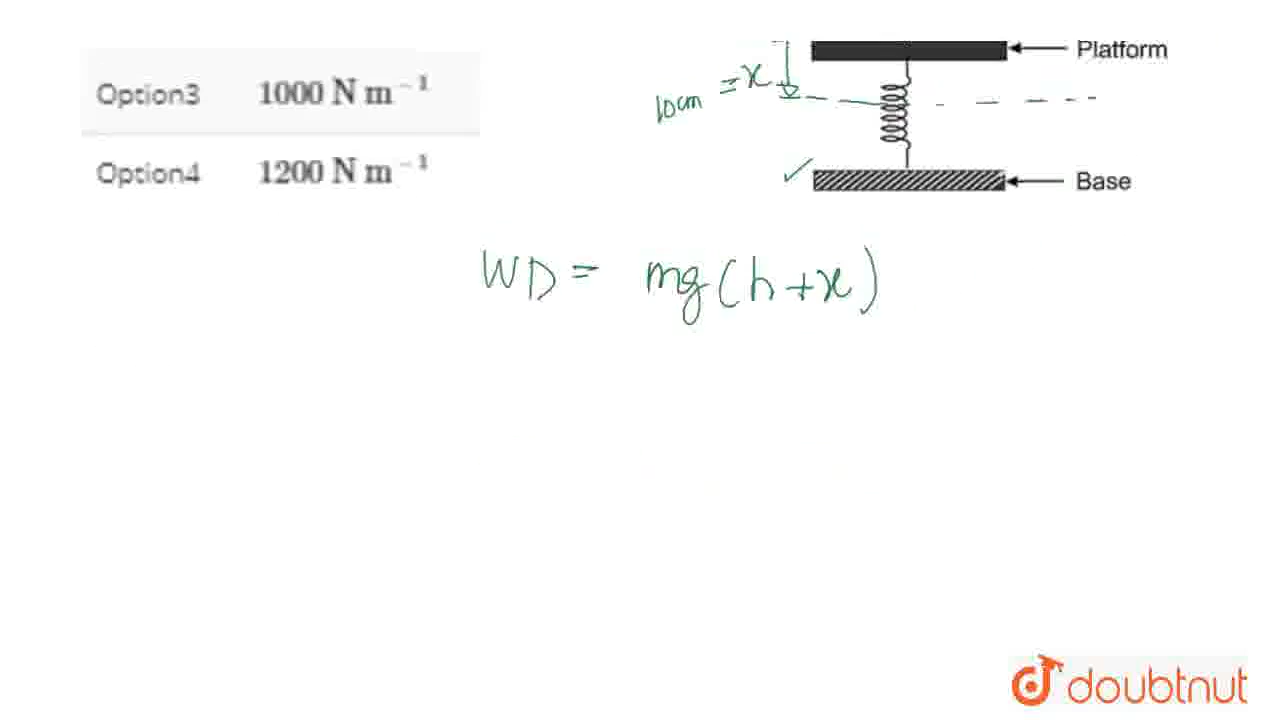 Option3 1000 N m⁻¹
Option4 1200 N m⁻¹
Platform
10cm = x
Base
WD = mg(h+x)
doubtnut